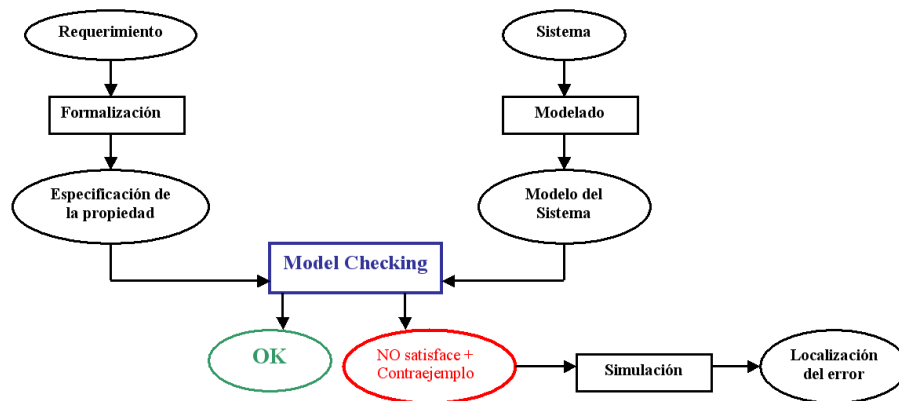 Requerimiento
Sistema
Formalización
Modelado
Especificación de
la propiedad
Modelo del
Sistema
Model Checking
OK
NO satisface +
Contraejemplo
Simulación
Localización
del error